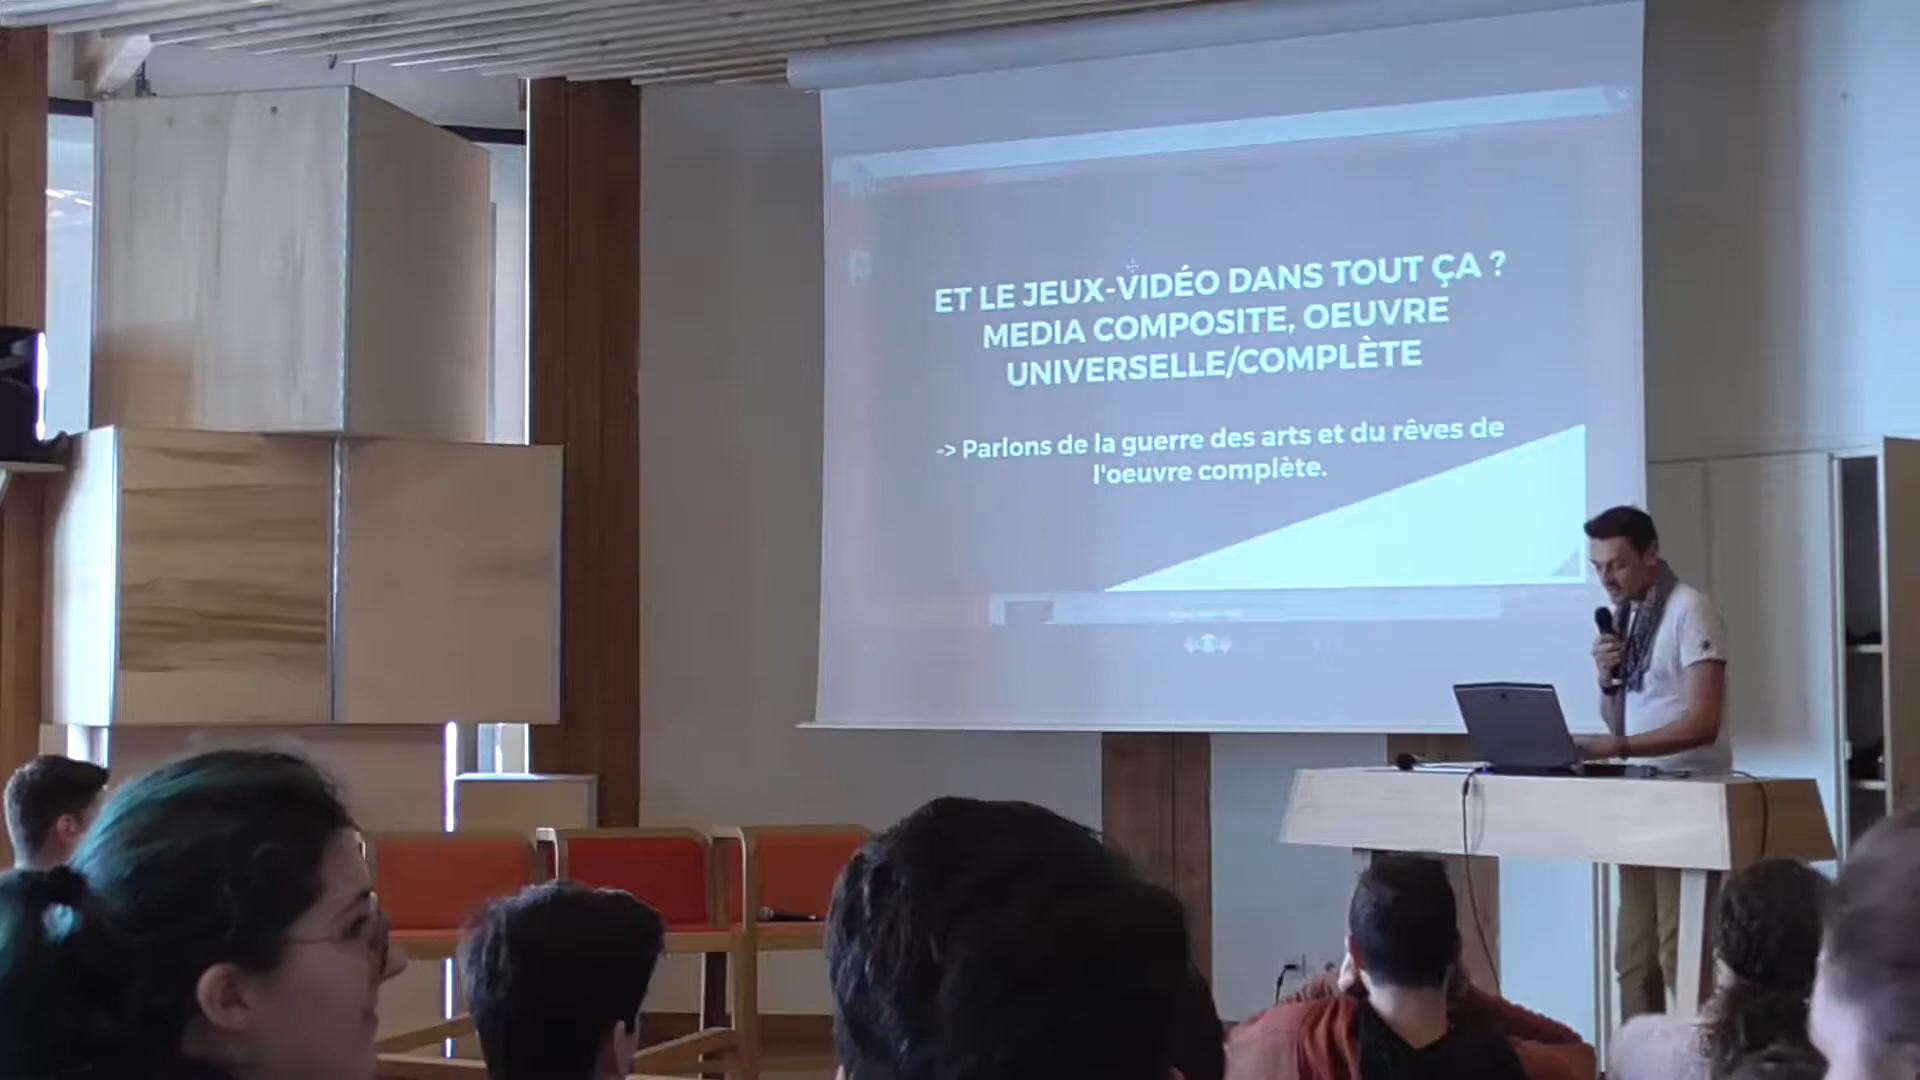 ET LE JEUX-VIDÉO DANS TOUT ÇA ?
MEDIA COMPOSITE, OEUVRE
UNIVERSELLE/COMPLÈTE
-> Parlons de la guerre des arts et du rêves de
l'oeuvre complète.